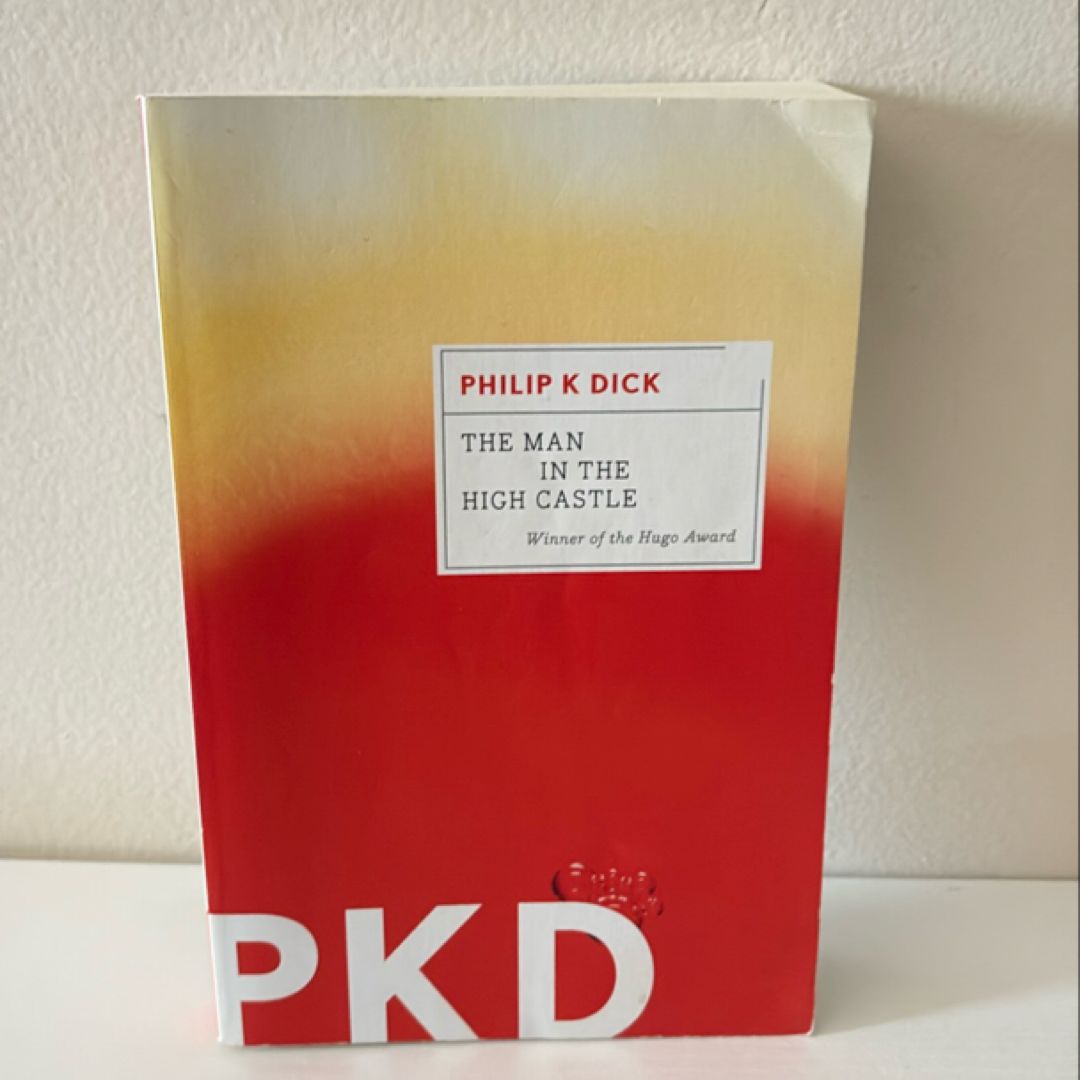 PHILIP K DICK
THE MAN
IN THE
HIGH CASTLE
Winner of the Hugo Award
PKD